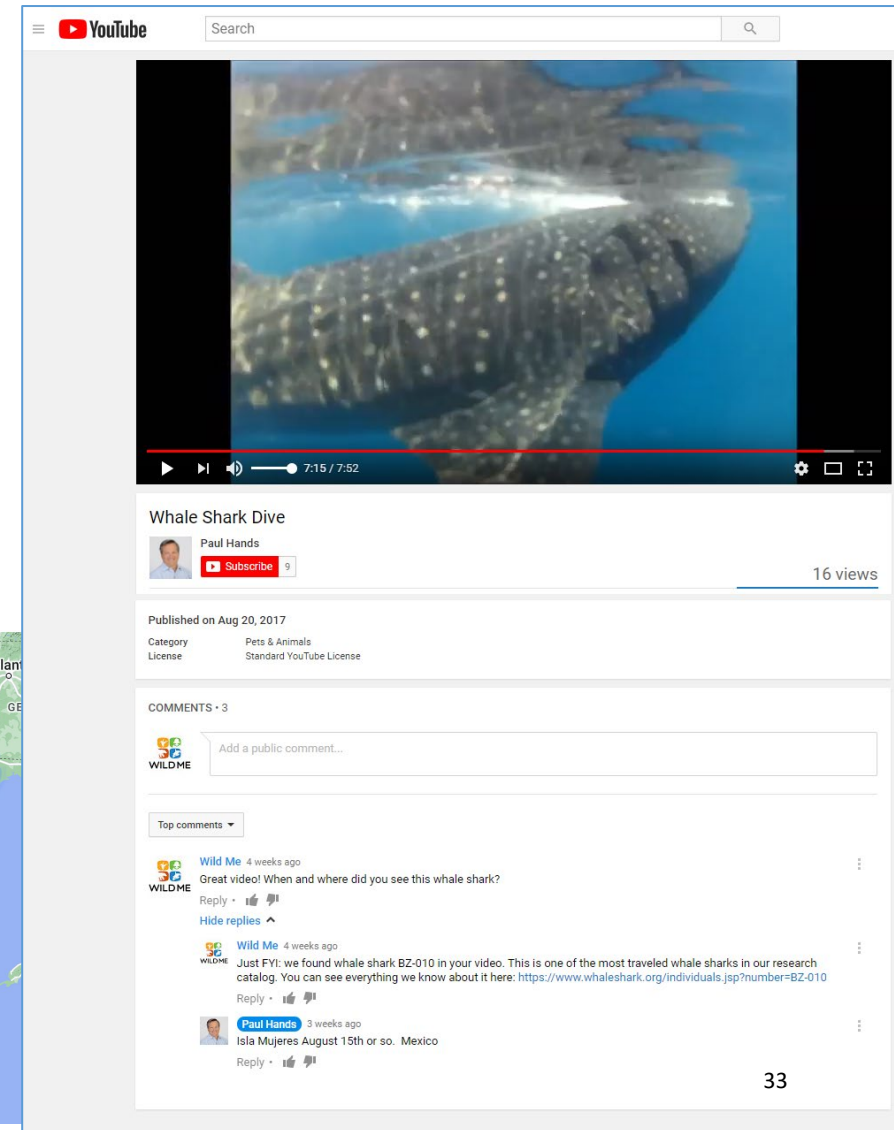 YouTube
Search
7:15 / 7:52
Whale Shark Dive
Paul Hands
Subscribe 9
16 views
Published on Aug 20, 2017
Category Pets & Animals
License Standard YouTube License
COMMENTS • 3
WILDME
Add a public comment...
Top comments
WILDME
Wild Me 4 weeks ago
Great video! When and where did you see this whale shark?
Reply •
Hide replies
WILDME
Wild Me 4 weeks ago
Just FYI: we found whale shark BZ-010 in your video. This is one of the most traveled whale sharks in our research
catalog. You can see everything we know about it here: https://www.whaleshark.org/individuals.jsp?number=BZ-010
Reply •
Paul Hands 3 weeks ago
Isla Mujeres August 15th or so. Mexico
Reply •
33
lant
GE